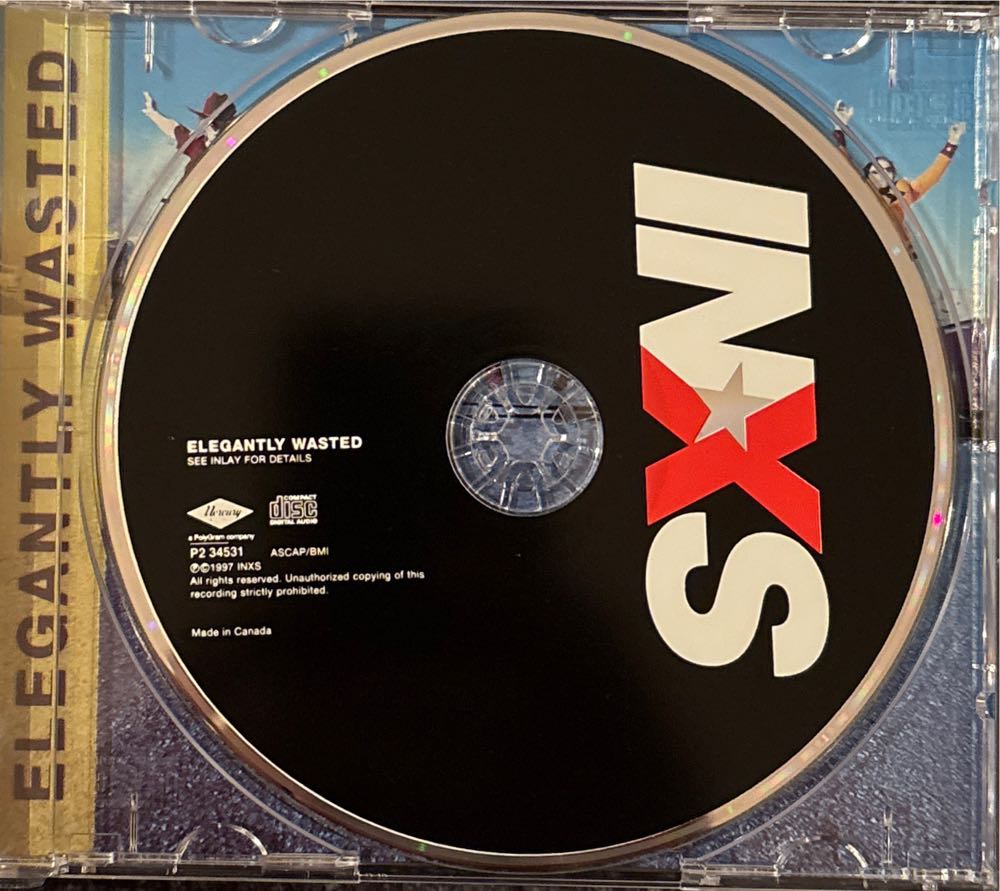 ELEGANTLY WASTED
INXS
ELEGANTLY WASTED
SEE INLAY FOR DETAILS
Mercury
a PolyGram company
COMPACT
disc
DIGITAL AUDIO
P2 34531 ASCAP/BMI
℗©1997 INXS
All rights reserved. Unauthorized copying of this
recording strictly prohibited.
Made in Canada